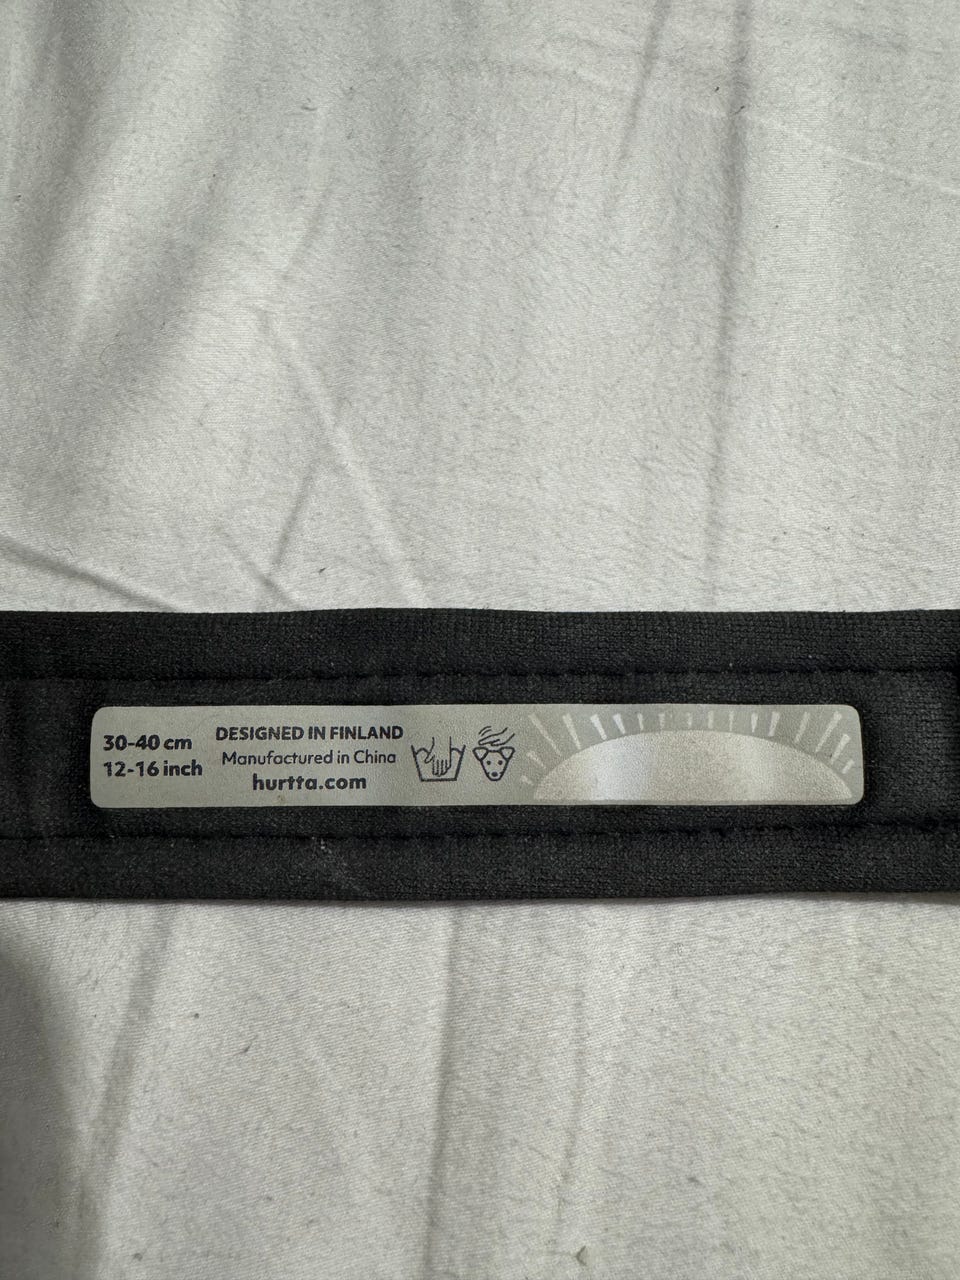 30-40 cm
12-16 inch
DESIGNED IN FINLAND
Manufactured in China
hurtta.com